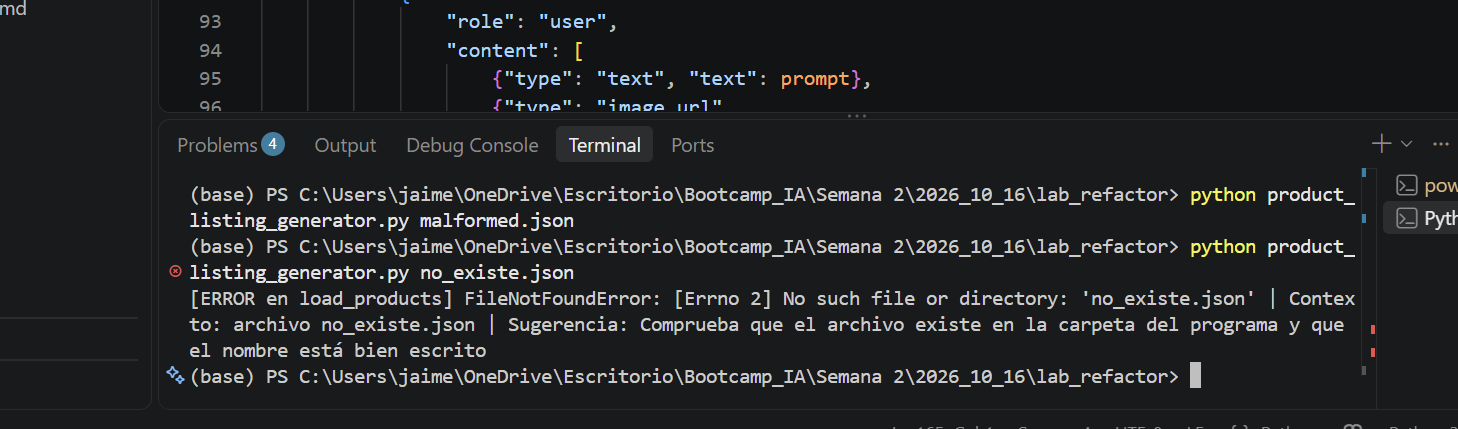 md
93 "role": "user",
94 "content": [
95 {"type": "text", "text": prompt},
96 {"type": "image_url"
Problems 4 Output Debug Console Terminal Ports
(base) PS C:\Users\jaime\OneDrive\Escritorio\Bootcamp_IA\Semana 2\2026_10_16\lab_refactor> python product_
listing_generator.py malformed.json
(base) PS C:\Users\jaime\OneDrive\Escritorio\Bootcamp_IA\Semana 2\2026_10_16\lab_refactor> python product_
listing_generator.py no_existe.json
[ERROR en load_products] FileNotFoundError: [Errno 2] No such file or directory: 'no_existe.json' | Contex
to: archivo no_existe.json | Sugerencia: Comprueba que el archivo existe en la carpeta del programa y que
el nombre está bien escrito
(base) PS C:\Users\jaime\OneDrive\Escritorio\Bootcamp_IA\Semana 2\2026_10_16\lab_refactor>
pow
Pyth